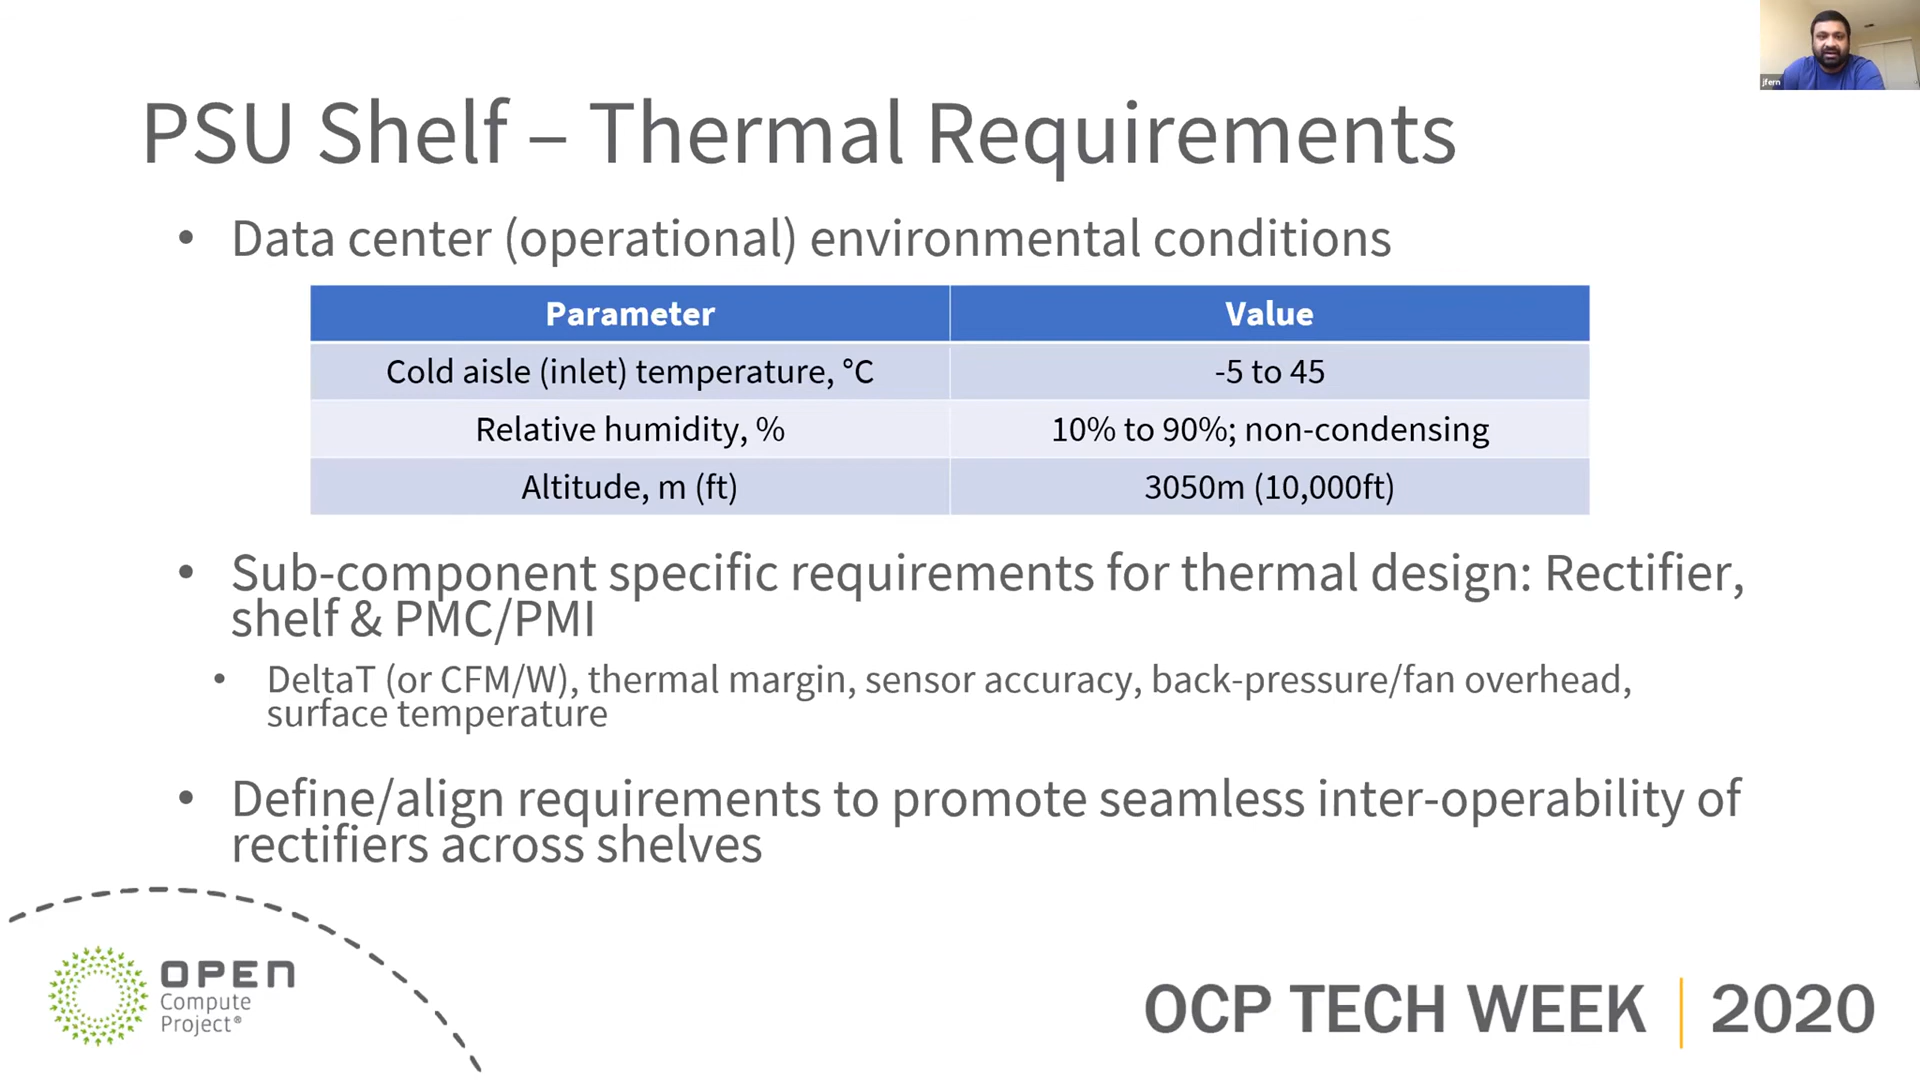 jfern
PSU Shelf – Thermal Requirements
• Data center (operational) environmental conditions
Parameter Value
Cold aisle (inlet) temperature, °C -5 to 45
Relative humidity, % 10% to 90%; non-condensing
Altitude, m (ft) 3050m (10,000ft)
• Sub-component specific requirements for thermal design: Rectifier,
shelf & PMC/PMI
• DeltaT (or CFM/W), thermal margin, sensor accuracy, back-pressure/fan overhead,
surface temperature
• Define/align requirements to promote seamless inter-operability of
rectifiers across shelves
OPEN
Compute
Project®
OCP TECH WEEK | 2020